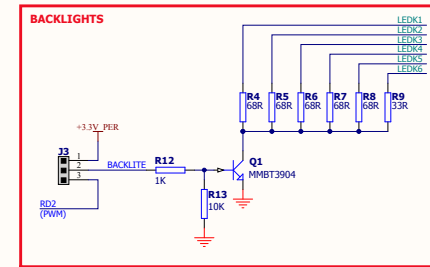 BACKLIGHTS
LEDK1
LEDK2
LEDK3
LEDK4
LEDK5
LEDK6
R4 R5 R6 R7 R8 R9
68R 68R 68R 68R 68R 33R
+3.3V_PER
J3
1
2
3
BACKLITE
R12
1K
Q1
MMBT3904
R13
10K
RD2
(PWM)